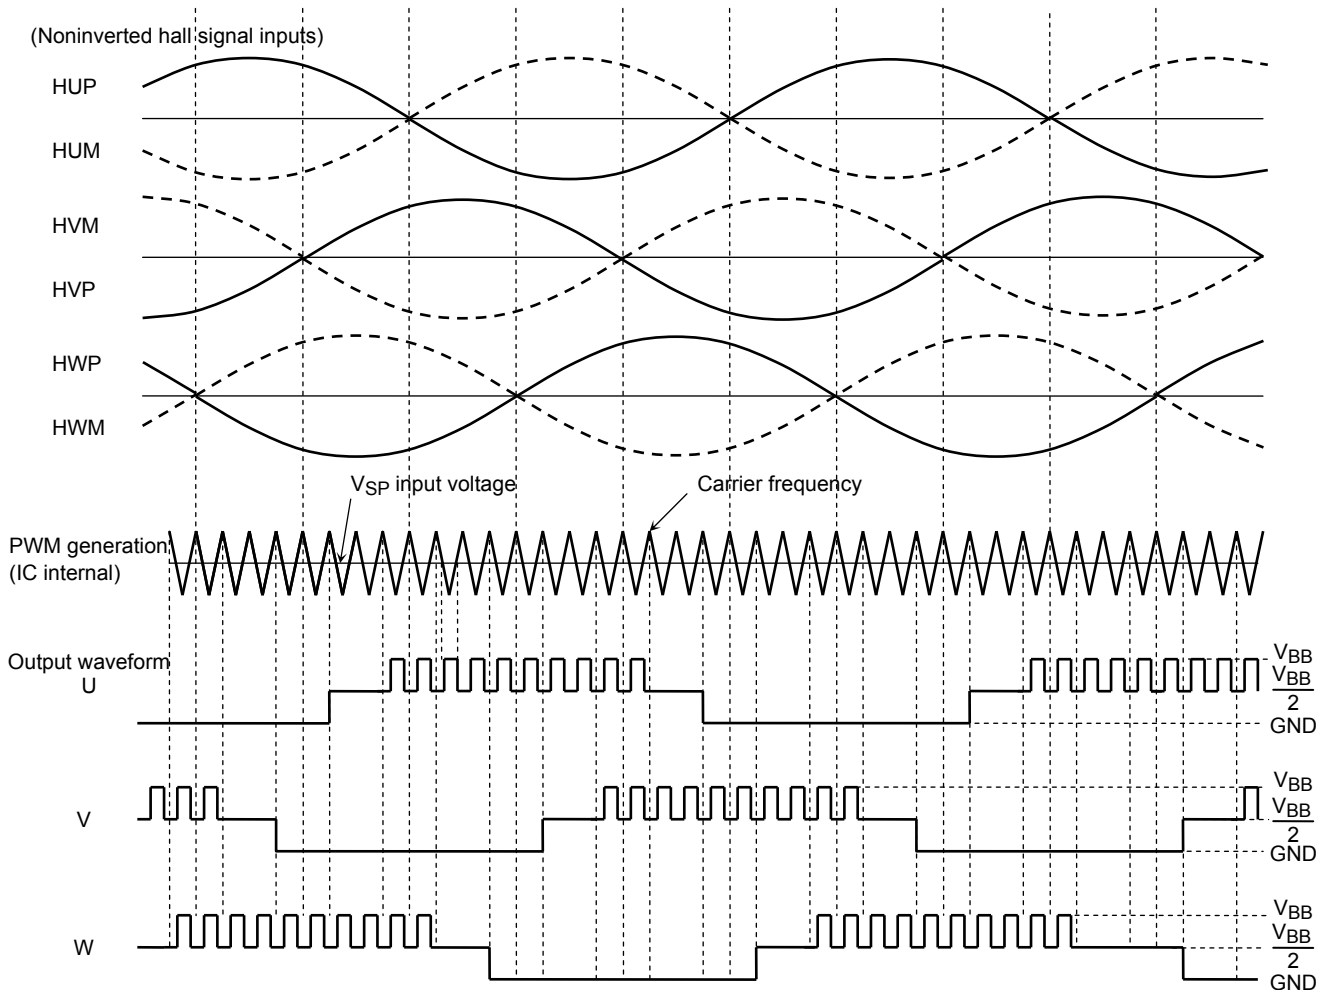 (Noninverted hall signal inputs)
HUP
HUM
HVM
HVP
HWP
HWM
VSP input voltage
Carrier frequency
PWM generation
(IC internal)
Output waveform
U
VBB
VBB
2
GND
V
VBB
VBB
2
GND
W
VBB
VBB
2
GND